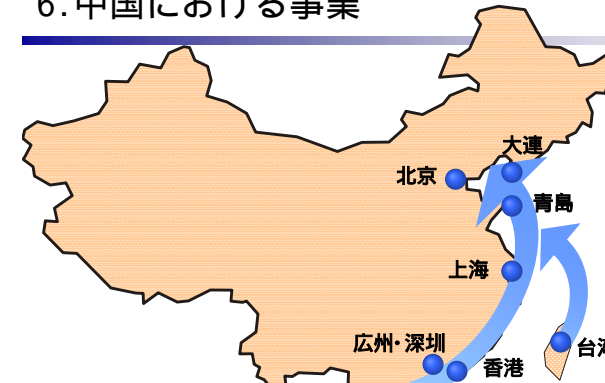 6.中国における事業
大連
北京
青島
上海
広州・深圳
香港
台湾